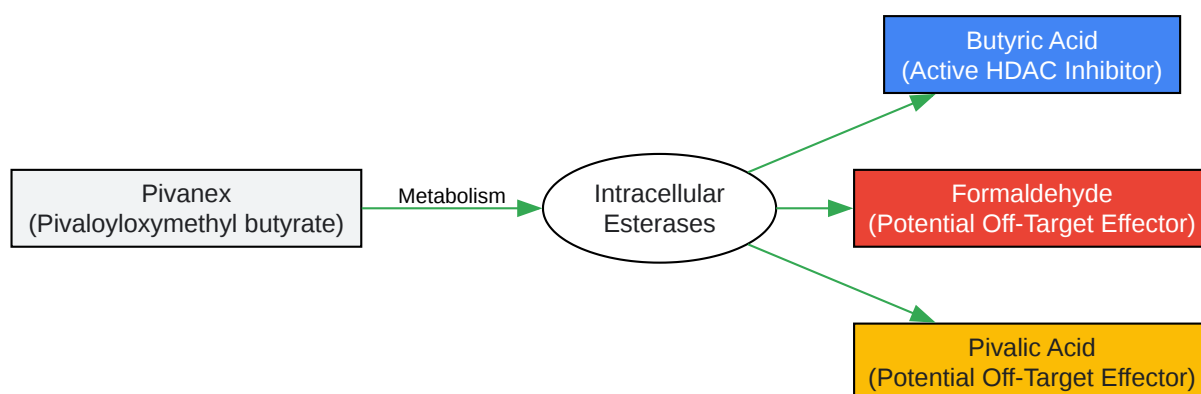 Butyric Acid
(Active HDAC Inhibitor)
Pivanex
(Pivaloyloxymethyl butyrate)
Metabolism
Intracellular
Esterases
Formaldehyde
(Potential Off-Target Effector)
Pivalic Acid
(Potential Off-Target Effector)